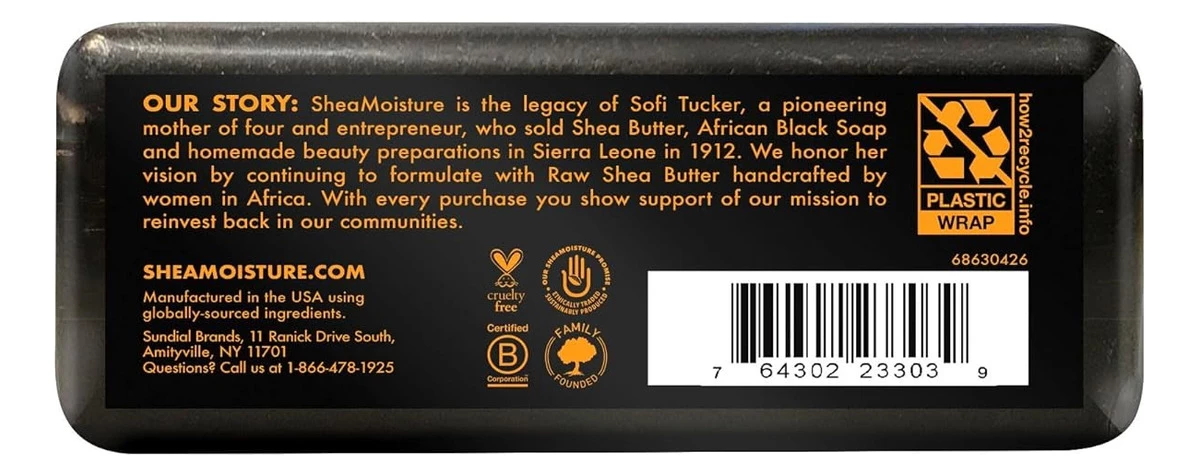 OUR STORY: SheaMoisture is the legacy of Sofi Tucker, a pioneering
mother of four and entrepreneur, who sold Shea Butter, African Black Soap
and homemade beauty preparations in Sierra Leone in 1912. We honor her
vision by continuing to formulate with Raw Shea Butter handcrafted by
women in Africa. With every purchase you show support of our mission to
reinvest back in our communities.
PLASTIC
WRAP
how2recycle.info
68630426
SHEAMOISTURE.COM
Manufactured in the USA using
globally-sourced ingredients.
Sundial Brands, 11 Ranick Drive South,
Amityville, NY 11701
Questions? Call us at 1-866-478-1925
cruelty
free
OUR SHEAMOISTURE PROMISE
ETHICALLY TRADED
SUSTAINABLY PRODUCED
Certified
B
Corporation
FAMILY
FOUNDED
7 64302 23303 9